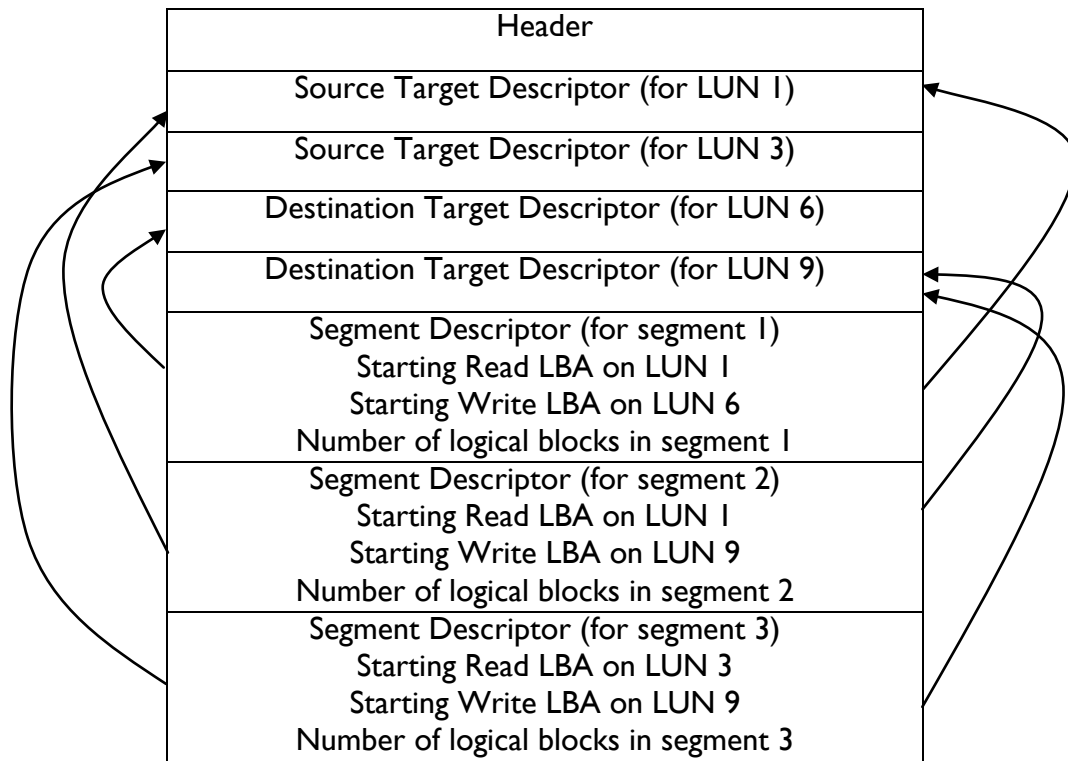 Header
Source Target Descriptor (for LUN 1)
Source Target Descriptor (for LUN 3)
Destination Target Descriptor (for LUN 6)
Destination Target Descriptor (for LUN 9)
Segment Descriptor (for segment 1)
Starting Read LBA on LUN 1
Starting Write LBA on LUN 6
Number of logical blocks in segment 1
Segment Descriptor (for segment 2)
Starting Read LBA on LUN 1
Starting Write LBA on LUN 9
Number of logical blocks in segment 2
Segment Descriptor (for segment 3)
Starting Read LBA on LUN 3
Starting Write LBA on LUN 9
Number of logical blocks in segment 3